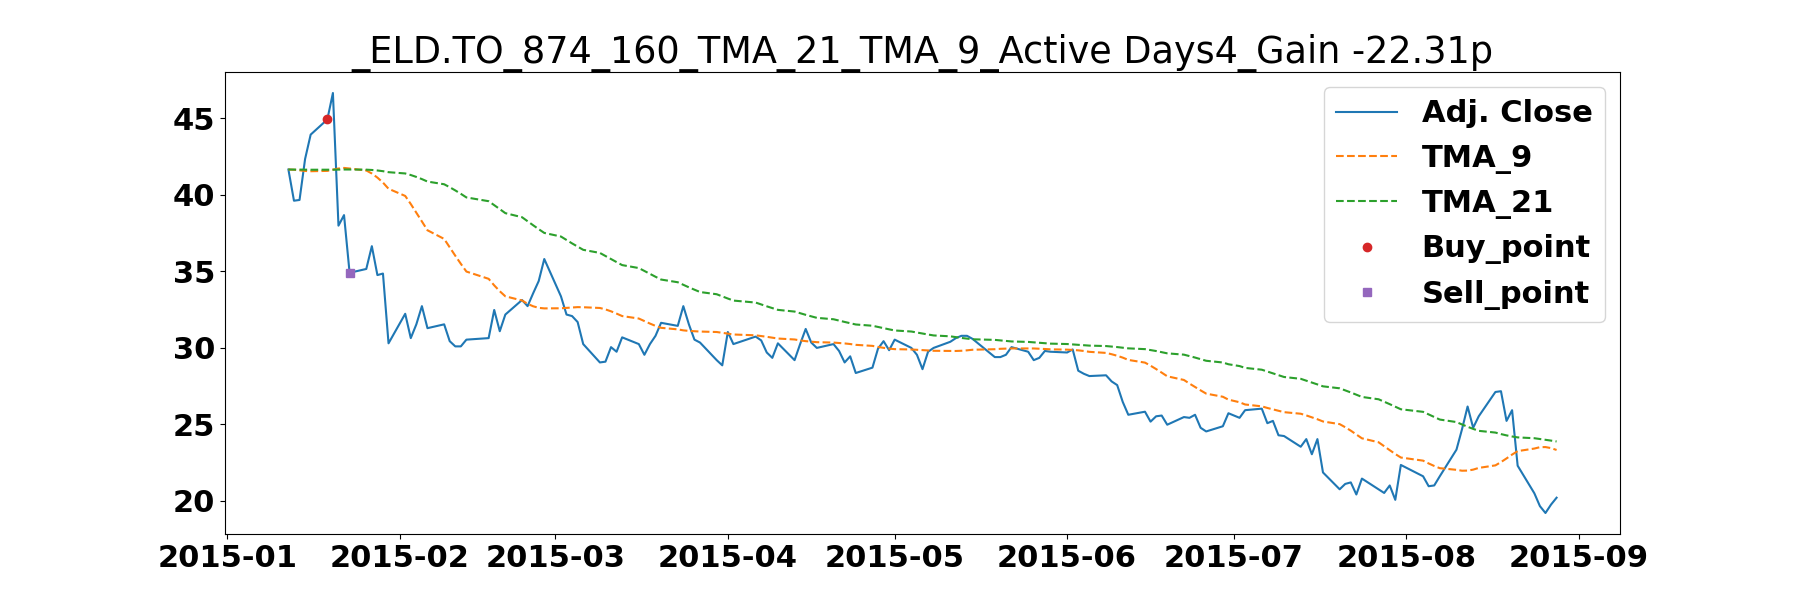 _ELD.TO_874_160_TMA_21_TMA_9_Active Days4_Gain -22.31p
45
40
35
30
25
20
Adj. Close
TMA_9
TMA_21
Buy_point
Sell_point
2015-01 2015-02 2015-03 2015-04 2015-05 2015-06 2015-07 2015-08 2015-09